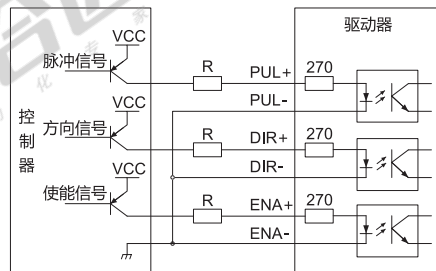 驱动器
VCC
脉冲信号
R
PUL+
270
PUL-
VCC
控制器
方向信号
R
DIR+
270
DIR-
VCC
使能信号
R
ENA+
270
ENA-